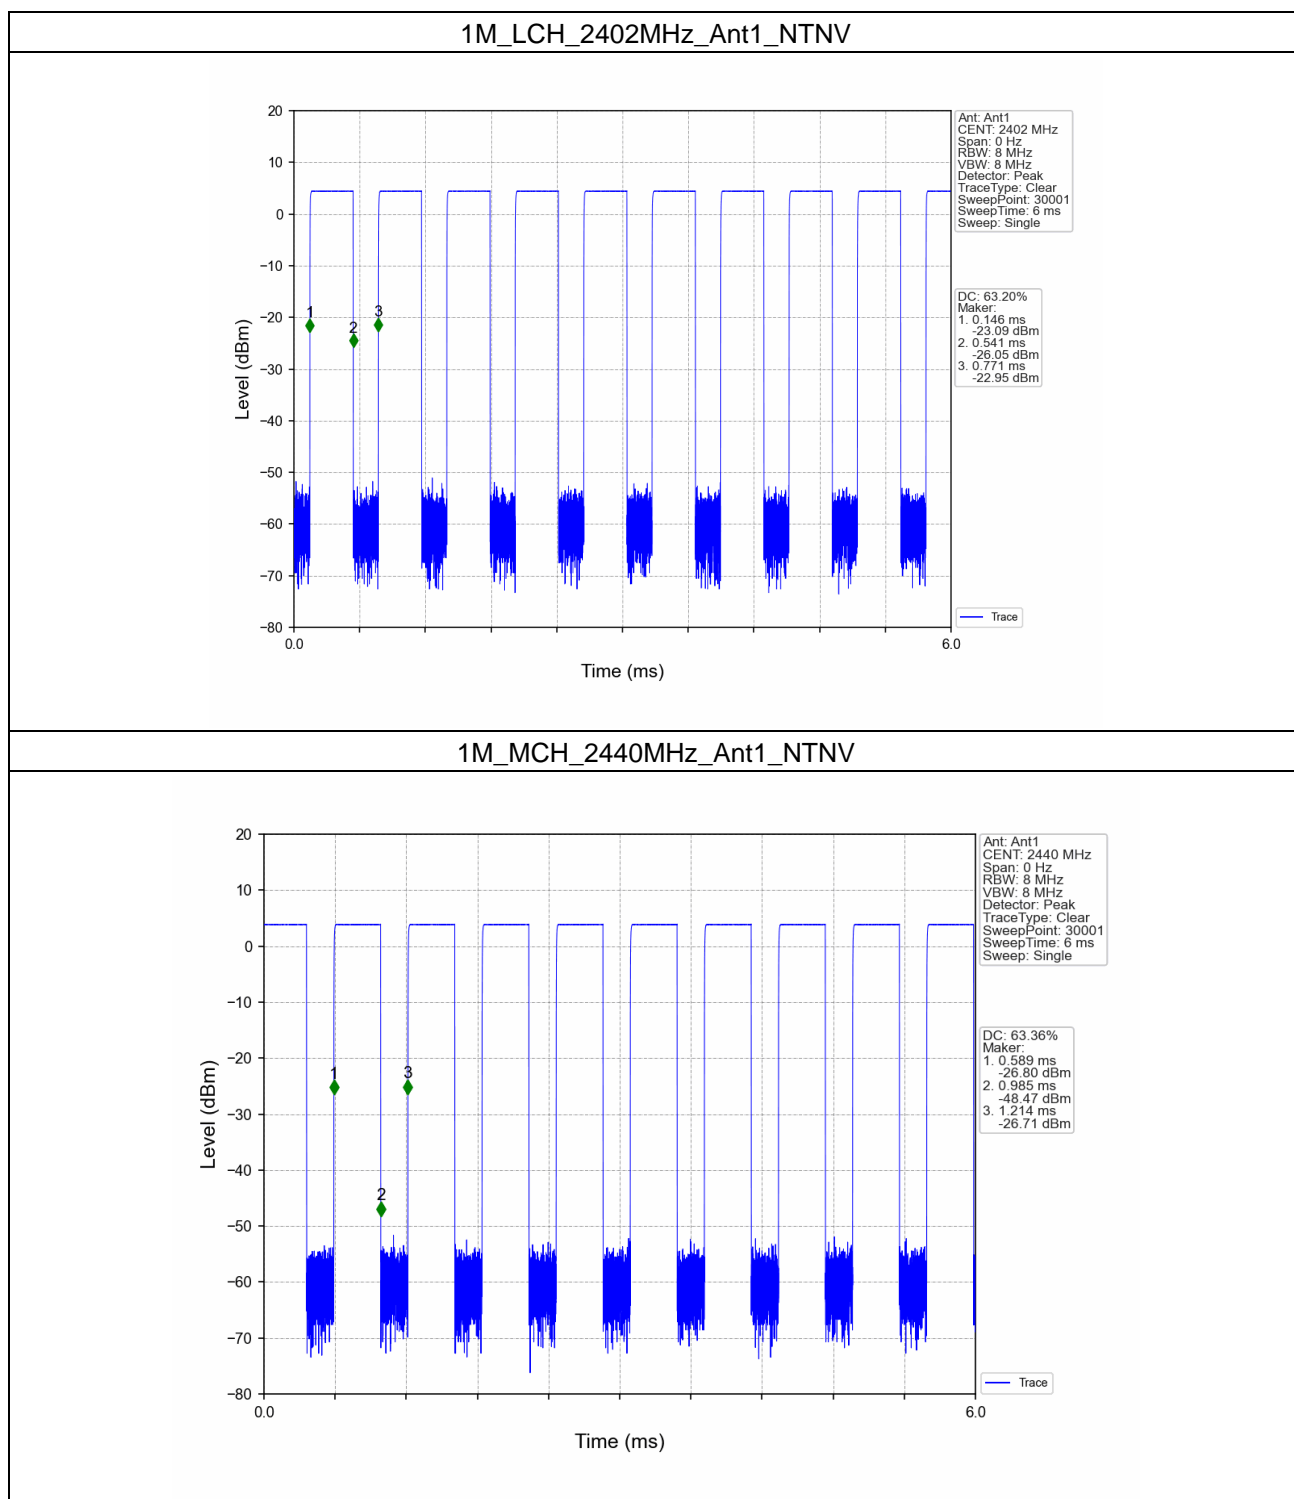 1M_LCH_2402MHz_Ant1_NTNV
20
10
0
−10
−20
−30
−40
−50
−60
−70
−80
Level (dBm)
0.0
6.0
Time (ms)
1
2
3
Ant: Ant1
CENT: 2402 MHz
Span: 0 Hz
RBW: 8 MHz
VBW: 8 MHz
Detector: Peak
TraceType: Clear
SweepPoint: 30001
SweepTime: 6 ms
Sweep: Single
DC: 63.20%
Maker:
1. 0.146 ms
-23.09 dBm
2. 0.541 ms
-26.05 dBm
3. 0.771 ms
-22.95 dBm
Trace
1M_MCH_2440MHz_Ant1_NTNV
20
10
0
−10
−20
−30
−40
−50
−60
−70
−80
Level (dBm)
0.0
6.0
Time (ms)
1
2
3
Ant: Ant1
CENT: 2440 MHz
Span: 0 Hz
RBW: 8 MHz
VBW: 8 MHz
Detector: Peak
TraceType: Clear
SweepPoint: 30001
SweepTime: 6 ms
Sweep: Single
DC: 63.36%
Maker:
1. 0.589 ms
-26.80 dBm
2. 0.985 ms
-48.47 dBm
3. 1.214 ms
-26.71 dBm
Trace